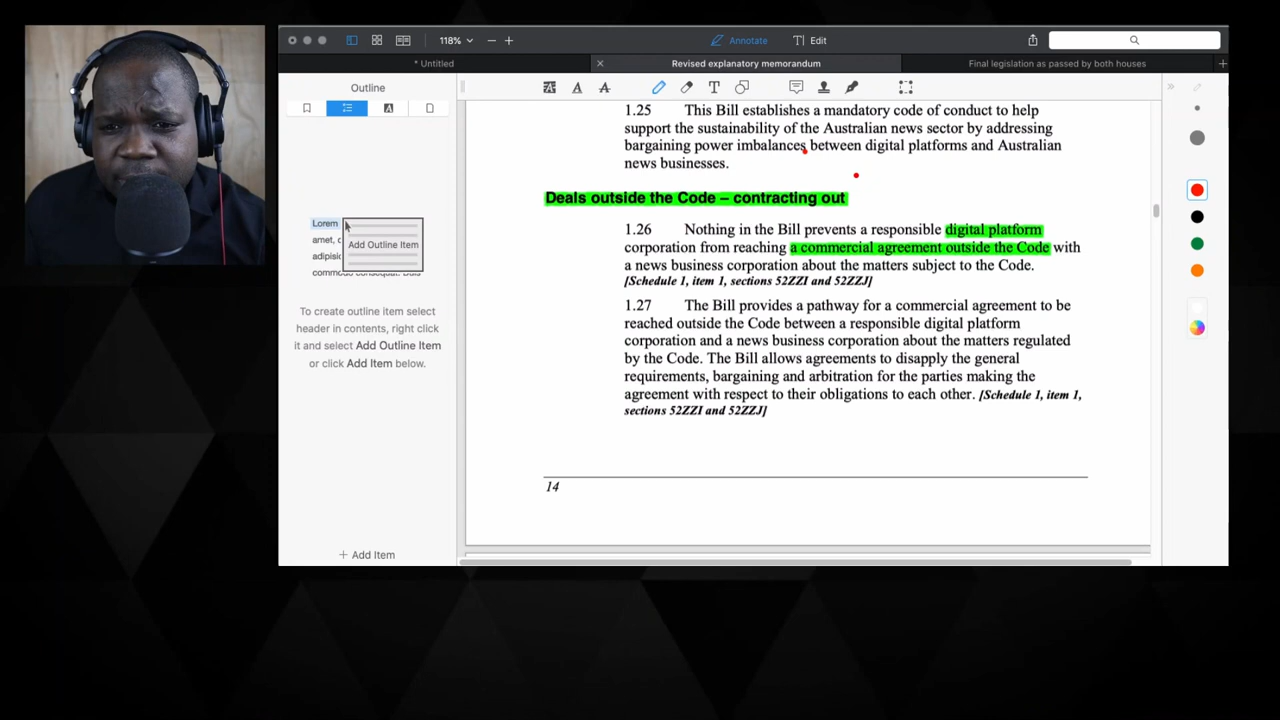 118%
Annotate
Edit
* Untitled
Revised explanatory memorandum
Final legislation as passed by both houses
Outline
Lorem
amet, c
adipisic
Add Outline Item
To create outline item select
header in contents, right click
it and select Add Outline Item
or click Add Item below.
+ Add Item
1.25 This Bill establishes a mandatory code of conduct to help
support the sustainability of the Australian news sector by addressing
bargaining power imbalances between digital platforms and Australian
news businesses.
Deals outside the Code – contracting out
1.26 Nothing in the Bill prevents a responsible digital platform
corporation from reaching a commercial agreement outside the Code with
a news business corporation about the matters subject to the Code.
[Schedule 1, item 1, sections 52ZZI and 52ZZJ]
1.27 The Bill provides a pathway for a commercial agreement to be
reached outside the Code between a responsible digital platform
corporation and a news business corporation about the matters regulated
by the Code. The Bill allows agreements to disapply the general
requirements, bargaining and arbitration for the parties making the
agreement with respect to their obligations to each other. [Schedule 1, item 1,
sections 52ZZI and 52ZZJ]
14